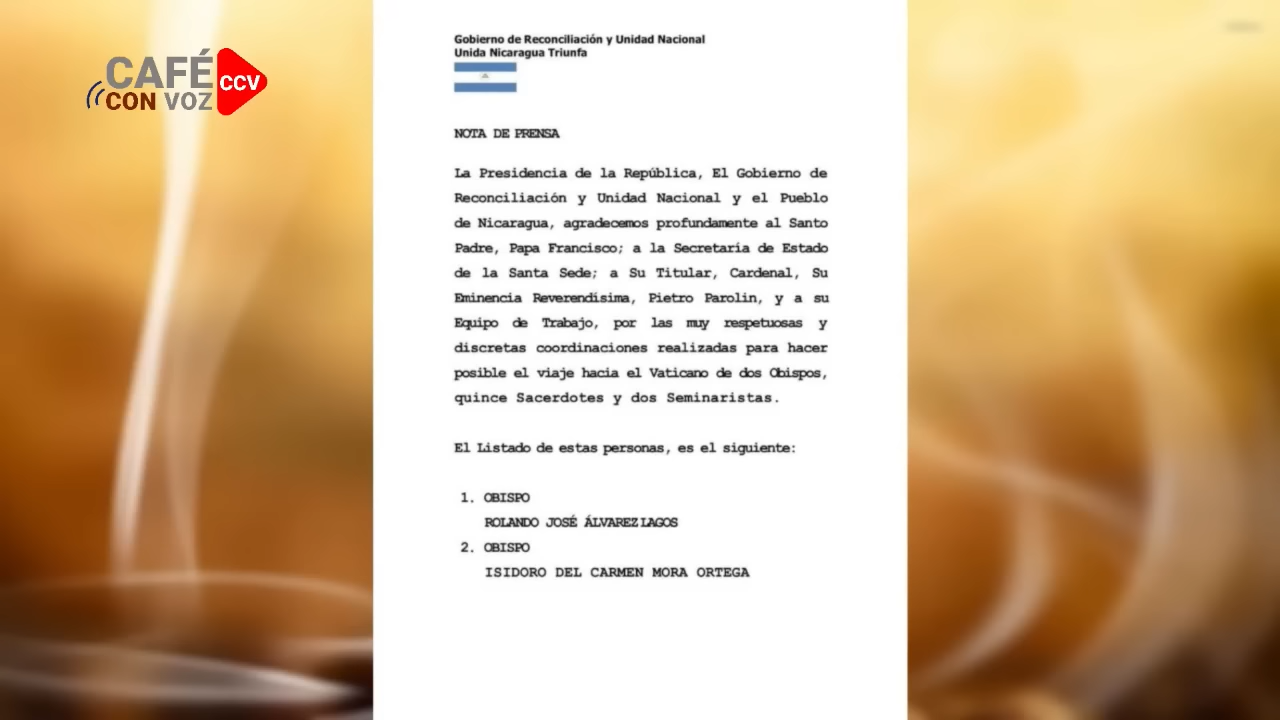 CAFÉ
CON VOZ
CCV
Gobierno de Reconciliación y Unidad Nacional
Unida Nicaragua Triunfa
NOTA DE PRENSA
La Presidencia de la República, El Gobierno de
Reconciliación y Unidad Nacional y el Pueblo
de Nicaragua, agradecemos profundamente al Santo
Padre, Papa Francisco; a la Secretaría de Estado
de la Santa Sede; a Su Titular, Cardenal, Su
Eminencia Reverendísima, Pietro Parolin, y a su
Equipo de Trabajo, por las muy respetuosas y
discretas coordinaciones realizadas para hacer
posible el viaje hacia el Vaticano de dos Obispos,
quince Sacerdotes y dos Seminaristas.
El Listado de estas personas, es el siguiente:
1. OBISPO
ROLANDO JOSÉ ÁLVAREZ LAGOS
2. OBISPO
ISIDORO DEL CARMEN MORA ORTEGA